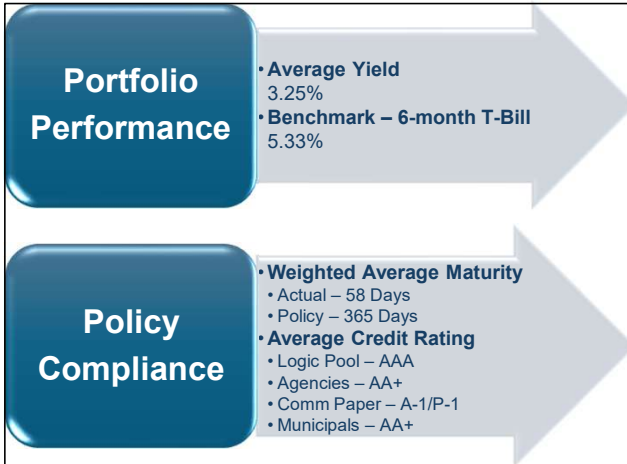 Portfolio
Performance
• Average Yield
3.25%
• Benchmark – 6-month T-Bill
5.33%
Policy
Compliance
• Weighted Average Maturity
• Actual – 58 Days
• Policy – 365 Days
• Average Credit Rating
• Logic Pool – AAA
• Agencies – AA+
• Comm Paper – A-1/P-1
• Municipals – AA+